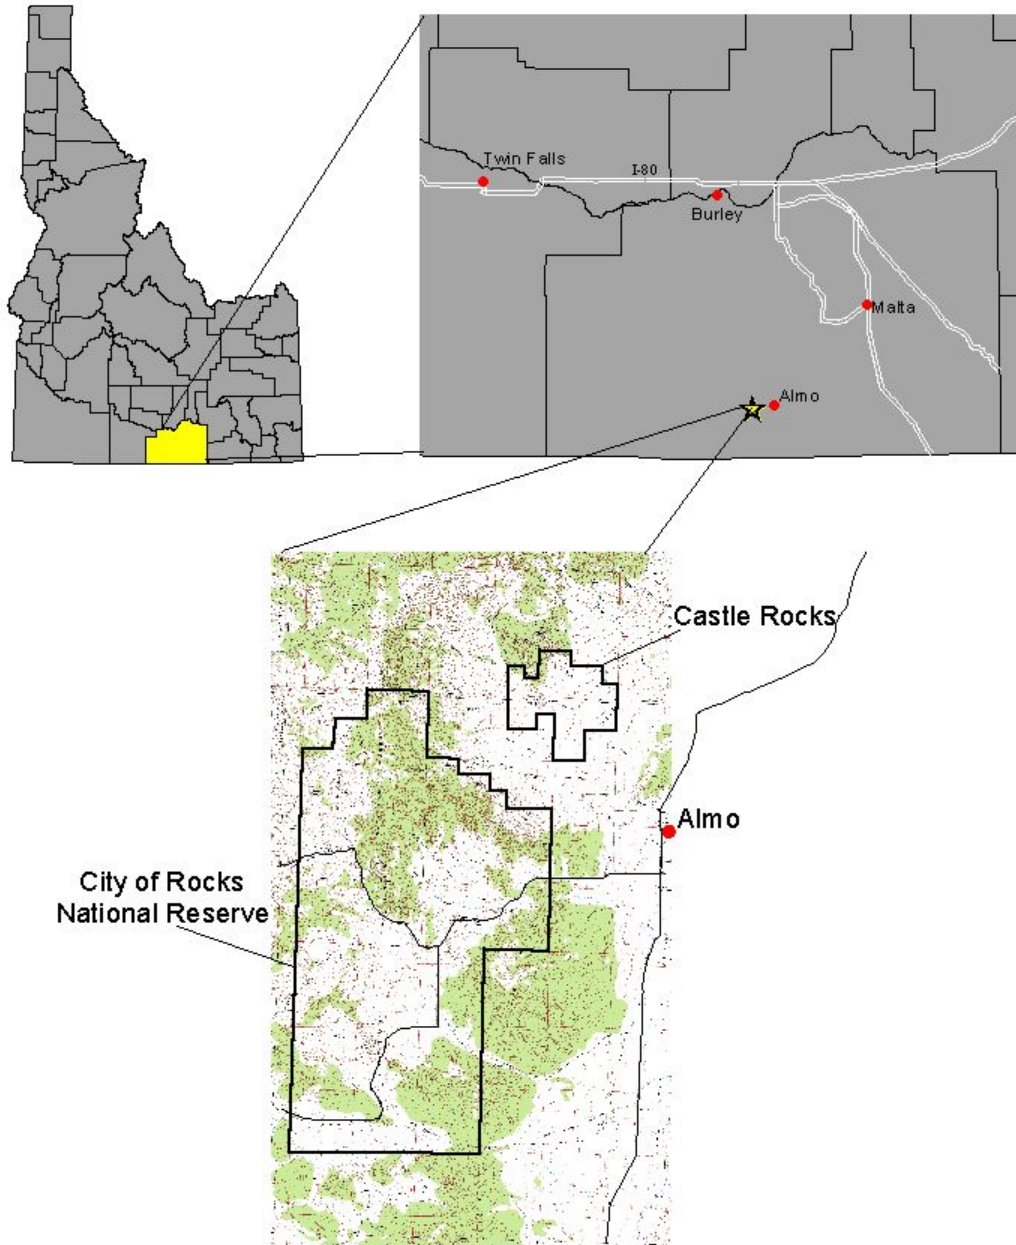 Twin Falls
I-80
Burley
Malta
Almo
Castle Rocks
Almo
City of Rocks
National Reserve